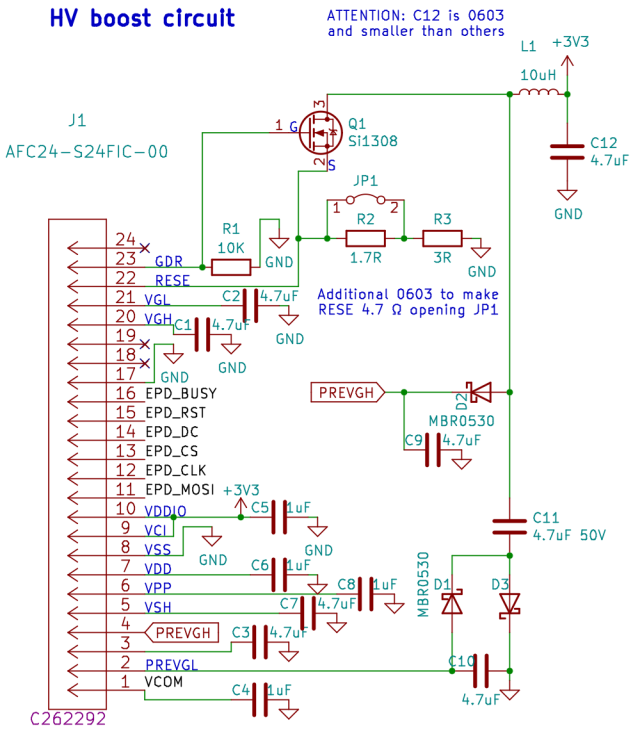 HV boost circuit
ATTENTION: C12 is 0603
and smaller than others
L1
+3V3
10uH
J1
AFC24-S24FIC-00
3
1
G
Q1
Si1308
2
S
C12
4.7uF
GND
JP1
1
2
R1
10K
GND
R2
1.7R
R3
3R
GND
24
23
GDR
22
RESE
21
VGL
C2
4.7uF
GND
Additional 0603 to make
RESE 4.7 Ω opening JP1
20
VGH
C1
4.7uF
GND
19
18
17
GND
16
EPD_BUSY
15
EPD_RST
14
EPD_DC
13
EPD_CS
12
EPD_CLK
11
EPD_MOSI
PREVGH
D2
MBR0530
C9
4.7uF
10
VDDIO
+3V3
C5
1uF
GND
9
VCI
8
VSS
GND
7
VDD
C6
1uF
6
VPP
C8
1uF
5
VSH
C7
4.7uF
4
PREVGH
3
C3
4.7uF
2
PREVGL
1
VCOM
C4
1uF
C11
4.7uF 50V
MBR0530
D1
D3
C10
4.7uF
C262292